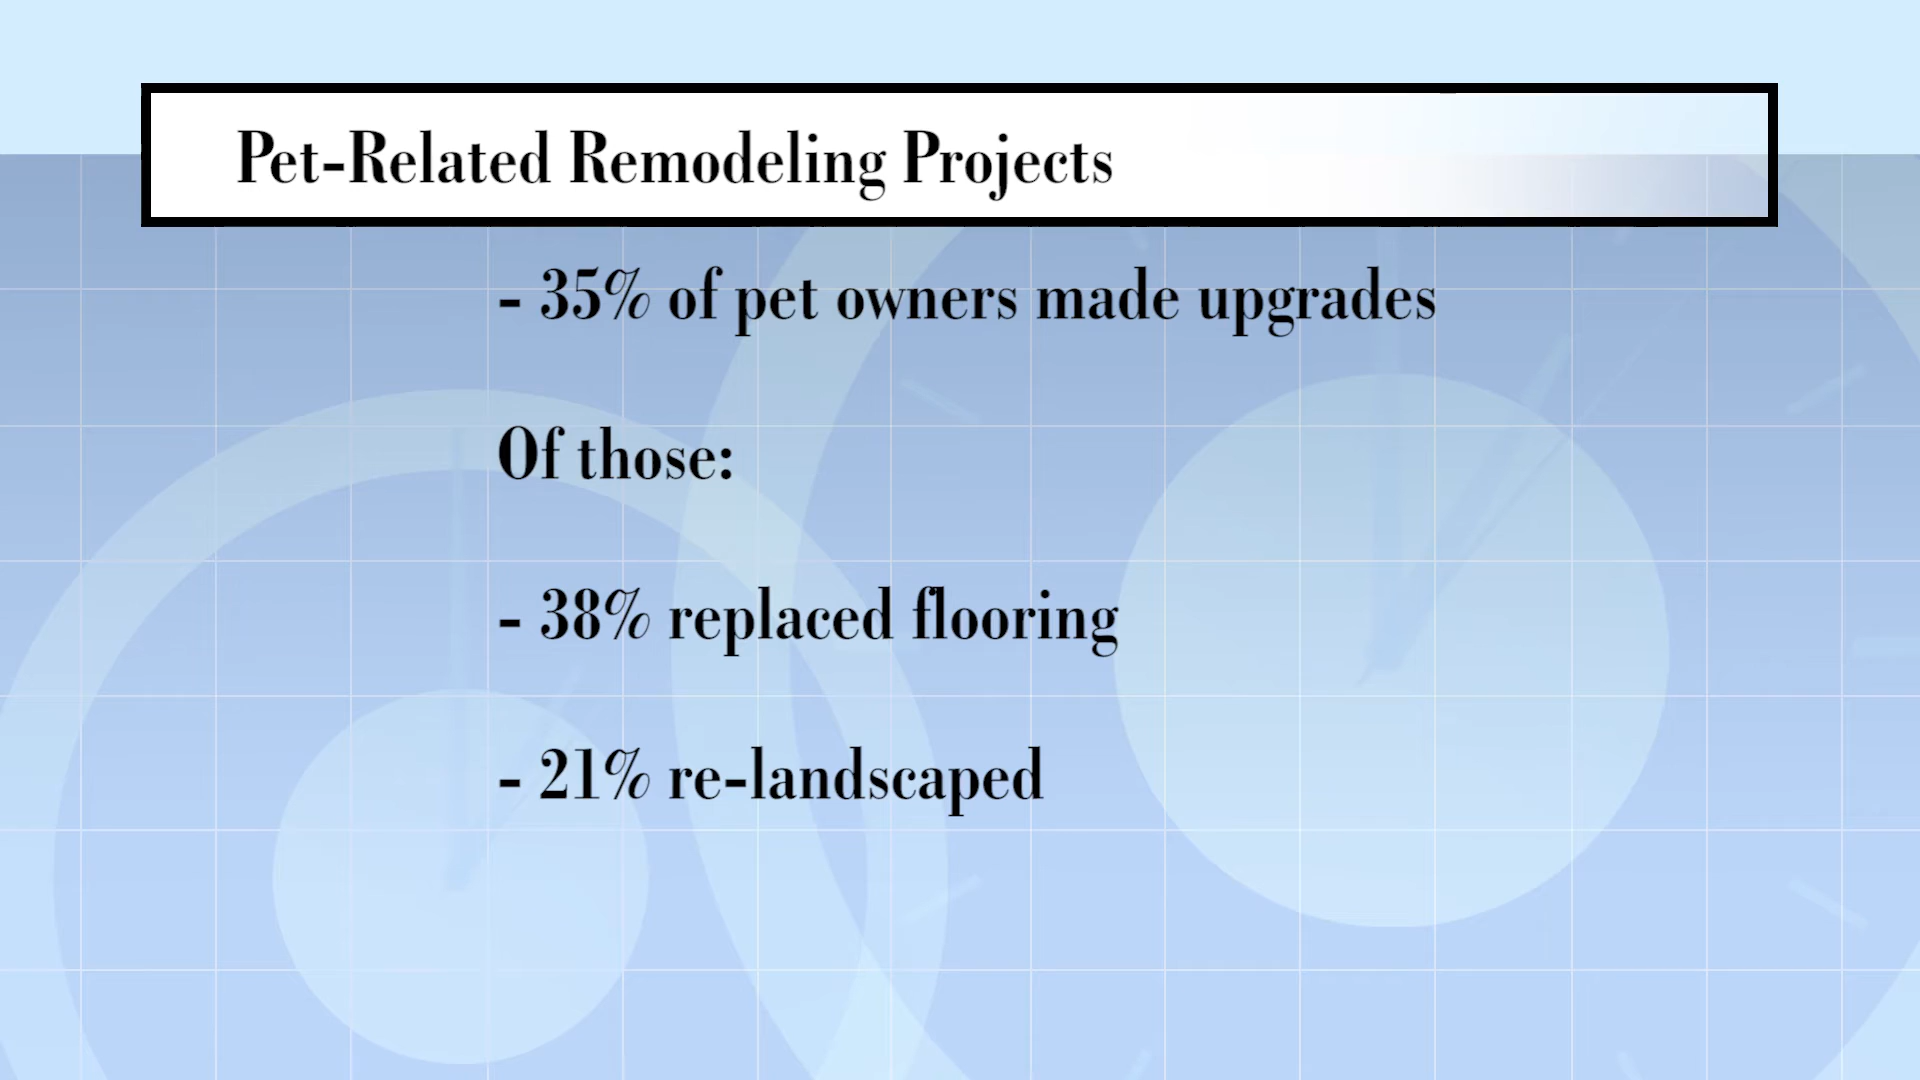 Pet-Related Remodeling Projects
- 35% of pet owners made upgrades
Of those:
- 38% replaced flooring
- 21% re-landscaped